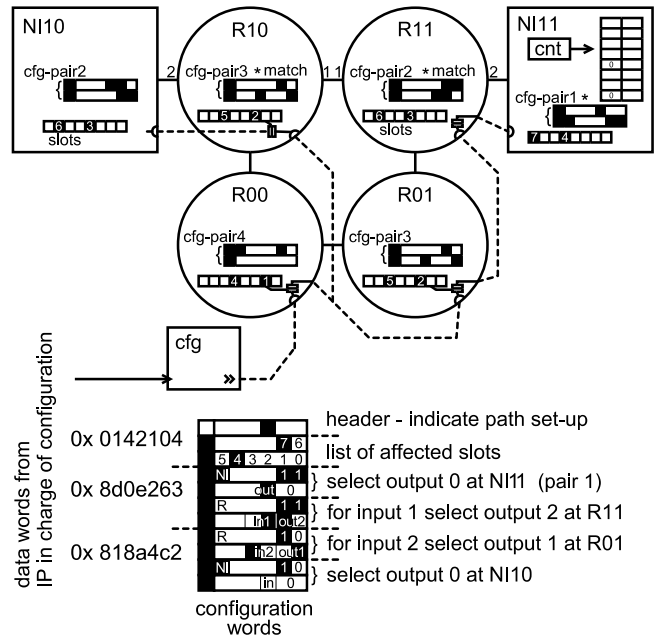 NI10
R10
R11
NI11
cfg-pair2
2
cfg-pair3 * match
1 1
cfg-pair2 * match
2
cnt
0
0
cfg-pair1 *
6 3
slots
5 2
6 3
slots
7 4
R00
R01
cfg-pair4
cfg-pair3
4 1
5 2
cfg
»
data words from
IP in charge of configuration
0x 0142104
0x 8d0e263
0x 818a4c2
7 6
5 4 3 2 1 0
NI 1 1
out 0
R 1 1
in1 out2
R 1 0
in2 out1
NI 1 0
in 0
header - indicate path set-up
list of affected slots
} select output 0 at NI11 (pair 1)
} for input 1 select output 2 at R11
} for input 2 select output 1 at R01
} select output 0 at NI10
configuration
words